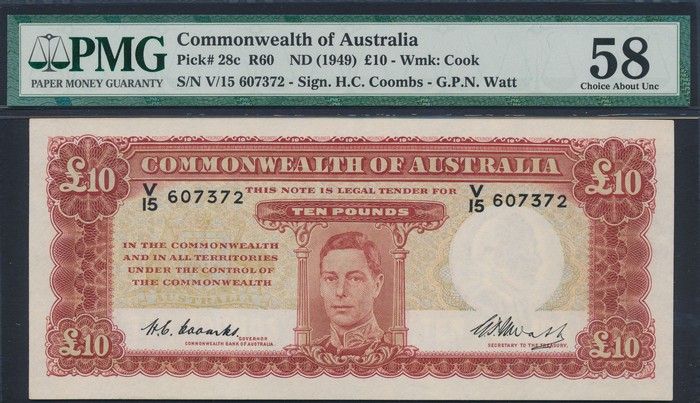 PMG
PAPER MONEY GUARANTY
Commonwealth of Australia
Pick# 28c R60 ND (1949) £10 - Wmk: Cook
S/N V/15 607372 - Sign. H.C. Coombs - G.P.N. Watt
58
Choice About Unc
COMMONWEALTH OF AUSTRALIA
£10
£10
V/15 607372
THIS NOTE IS LEGAL TENDER FOR
V/15 607372
TEN POUNDS
IN THE COMMONWEALTH
AND IN ALL TERRITORIES
UNDER THE CONTROL OF
THE COMMONWEALTH
AUSTRALIA
H.C. Coombs
GOVERNOR
COMMONWEALTH BANK OF AUSTRALIA.
SECRETARY TO THE TREASURY.
£10
£10